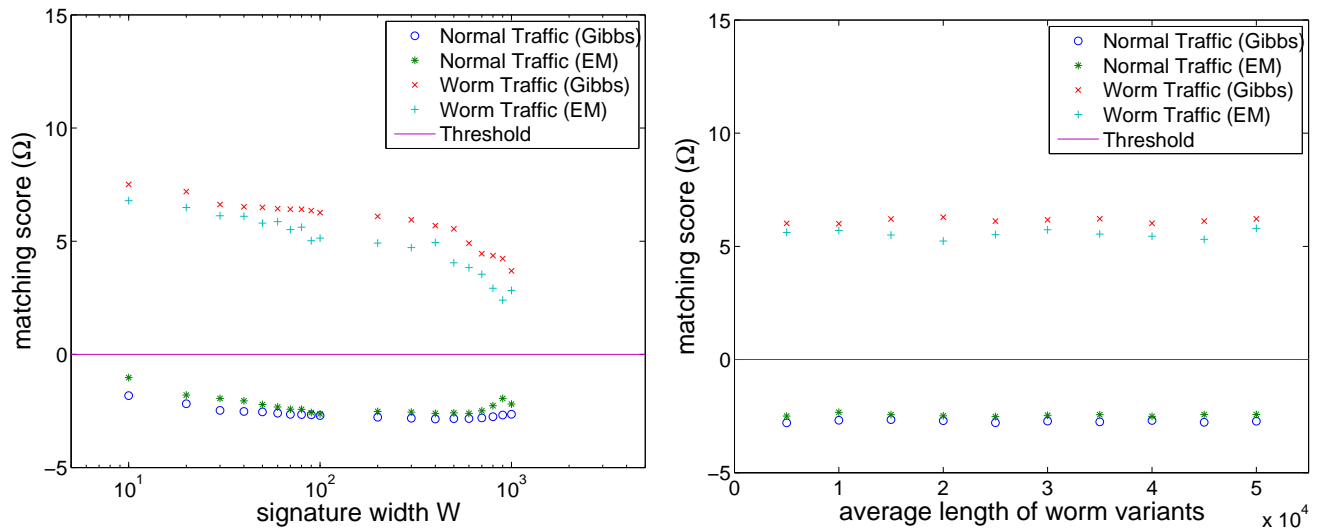 15
10
5
0
−5
matching score (Ω)
10^1
10^2
10^3
signature width W
Normal Traffic (Gibbs)
Normal Traffic (EM)
Worm Traffic (Gibbs)
Worm Traffic (EM)
Threshold
15
10
5
0
−5
matching score (Ω)
0
1
2
3
4
5
x 10^4
average length of worm variants
Normal Traffic (Gibbs)
Normal Traffic (EM)
Worm Traffic (Gibbs)
Worm Traffic (EM)
Threshold